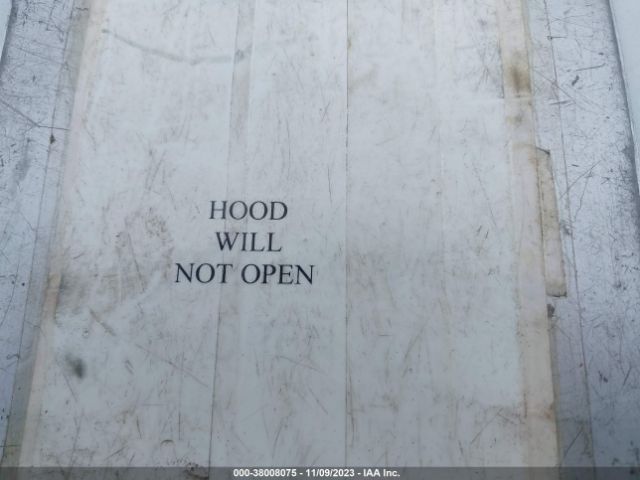 HOOD
WILL
NOT OPEN
000-38008075 - 11/09/2023 - IAA Inc.